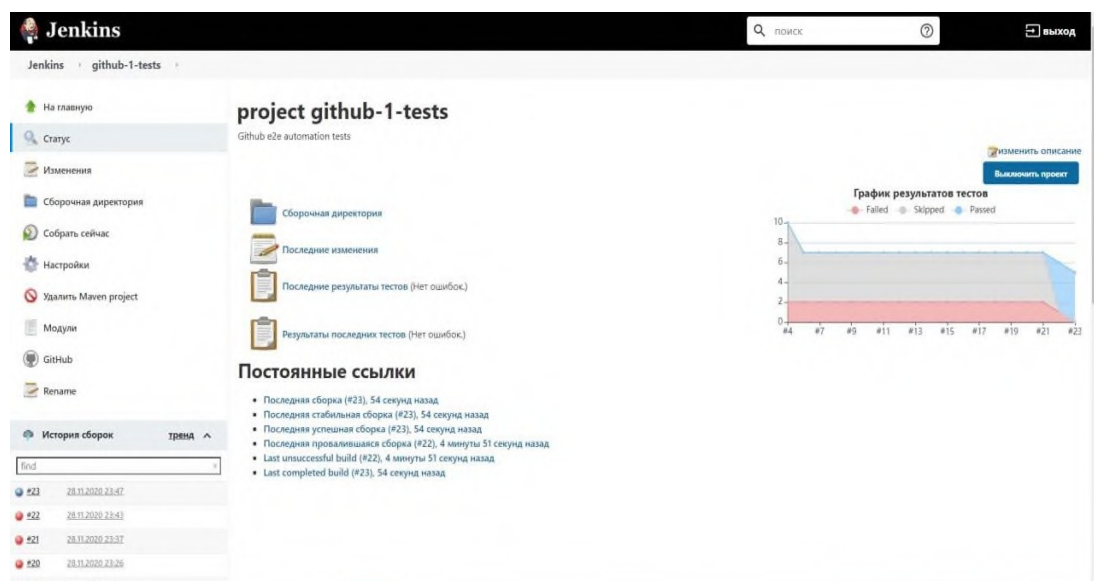 Jenkins
поиск
выход
Jenkins
github-1-tests
На главную
Статус
Изменения
Сборочная директория
Собрать сейчас
Настройки
Удалить Maven project
Модули
GitHub
Rename
История сборок
тренд
find
#23 28.11.2020 23:47
#22 28.11.2020 23:43
#21 28.11.2020 23:37
#20 28.11.2020 23:26
project github-1-tests
Github e2e automation tests
изменить описание
Выключить проект
Сборочная директория
Последние изменения
Последние результаты тестов (Нет ошибок.)
Результаты последних тестов (Нет ошибок.)
График результатов тестов
Failed Skipped Passed
10
8
6
4
2
0
#4 #7 #9 #11 #13 #15 #17 #19 #21 #23
Постоянные ссылки
Последняя сборка (#23), 54 секунд назад
Последняя стабильная сборка (#23), 54 секунд назад
Последняя успешная сборка (#23), 54 секунд назад
Последняя провалившаяся сборка (#22), 4 минуты 51 секунд назад
Last unsuccessful build (#22), 4 минуты 51 секунд назад
Last completed build (#23), 54 секунд назад